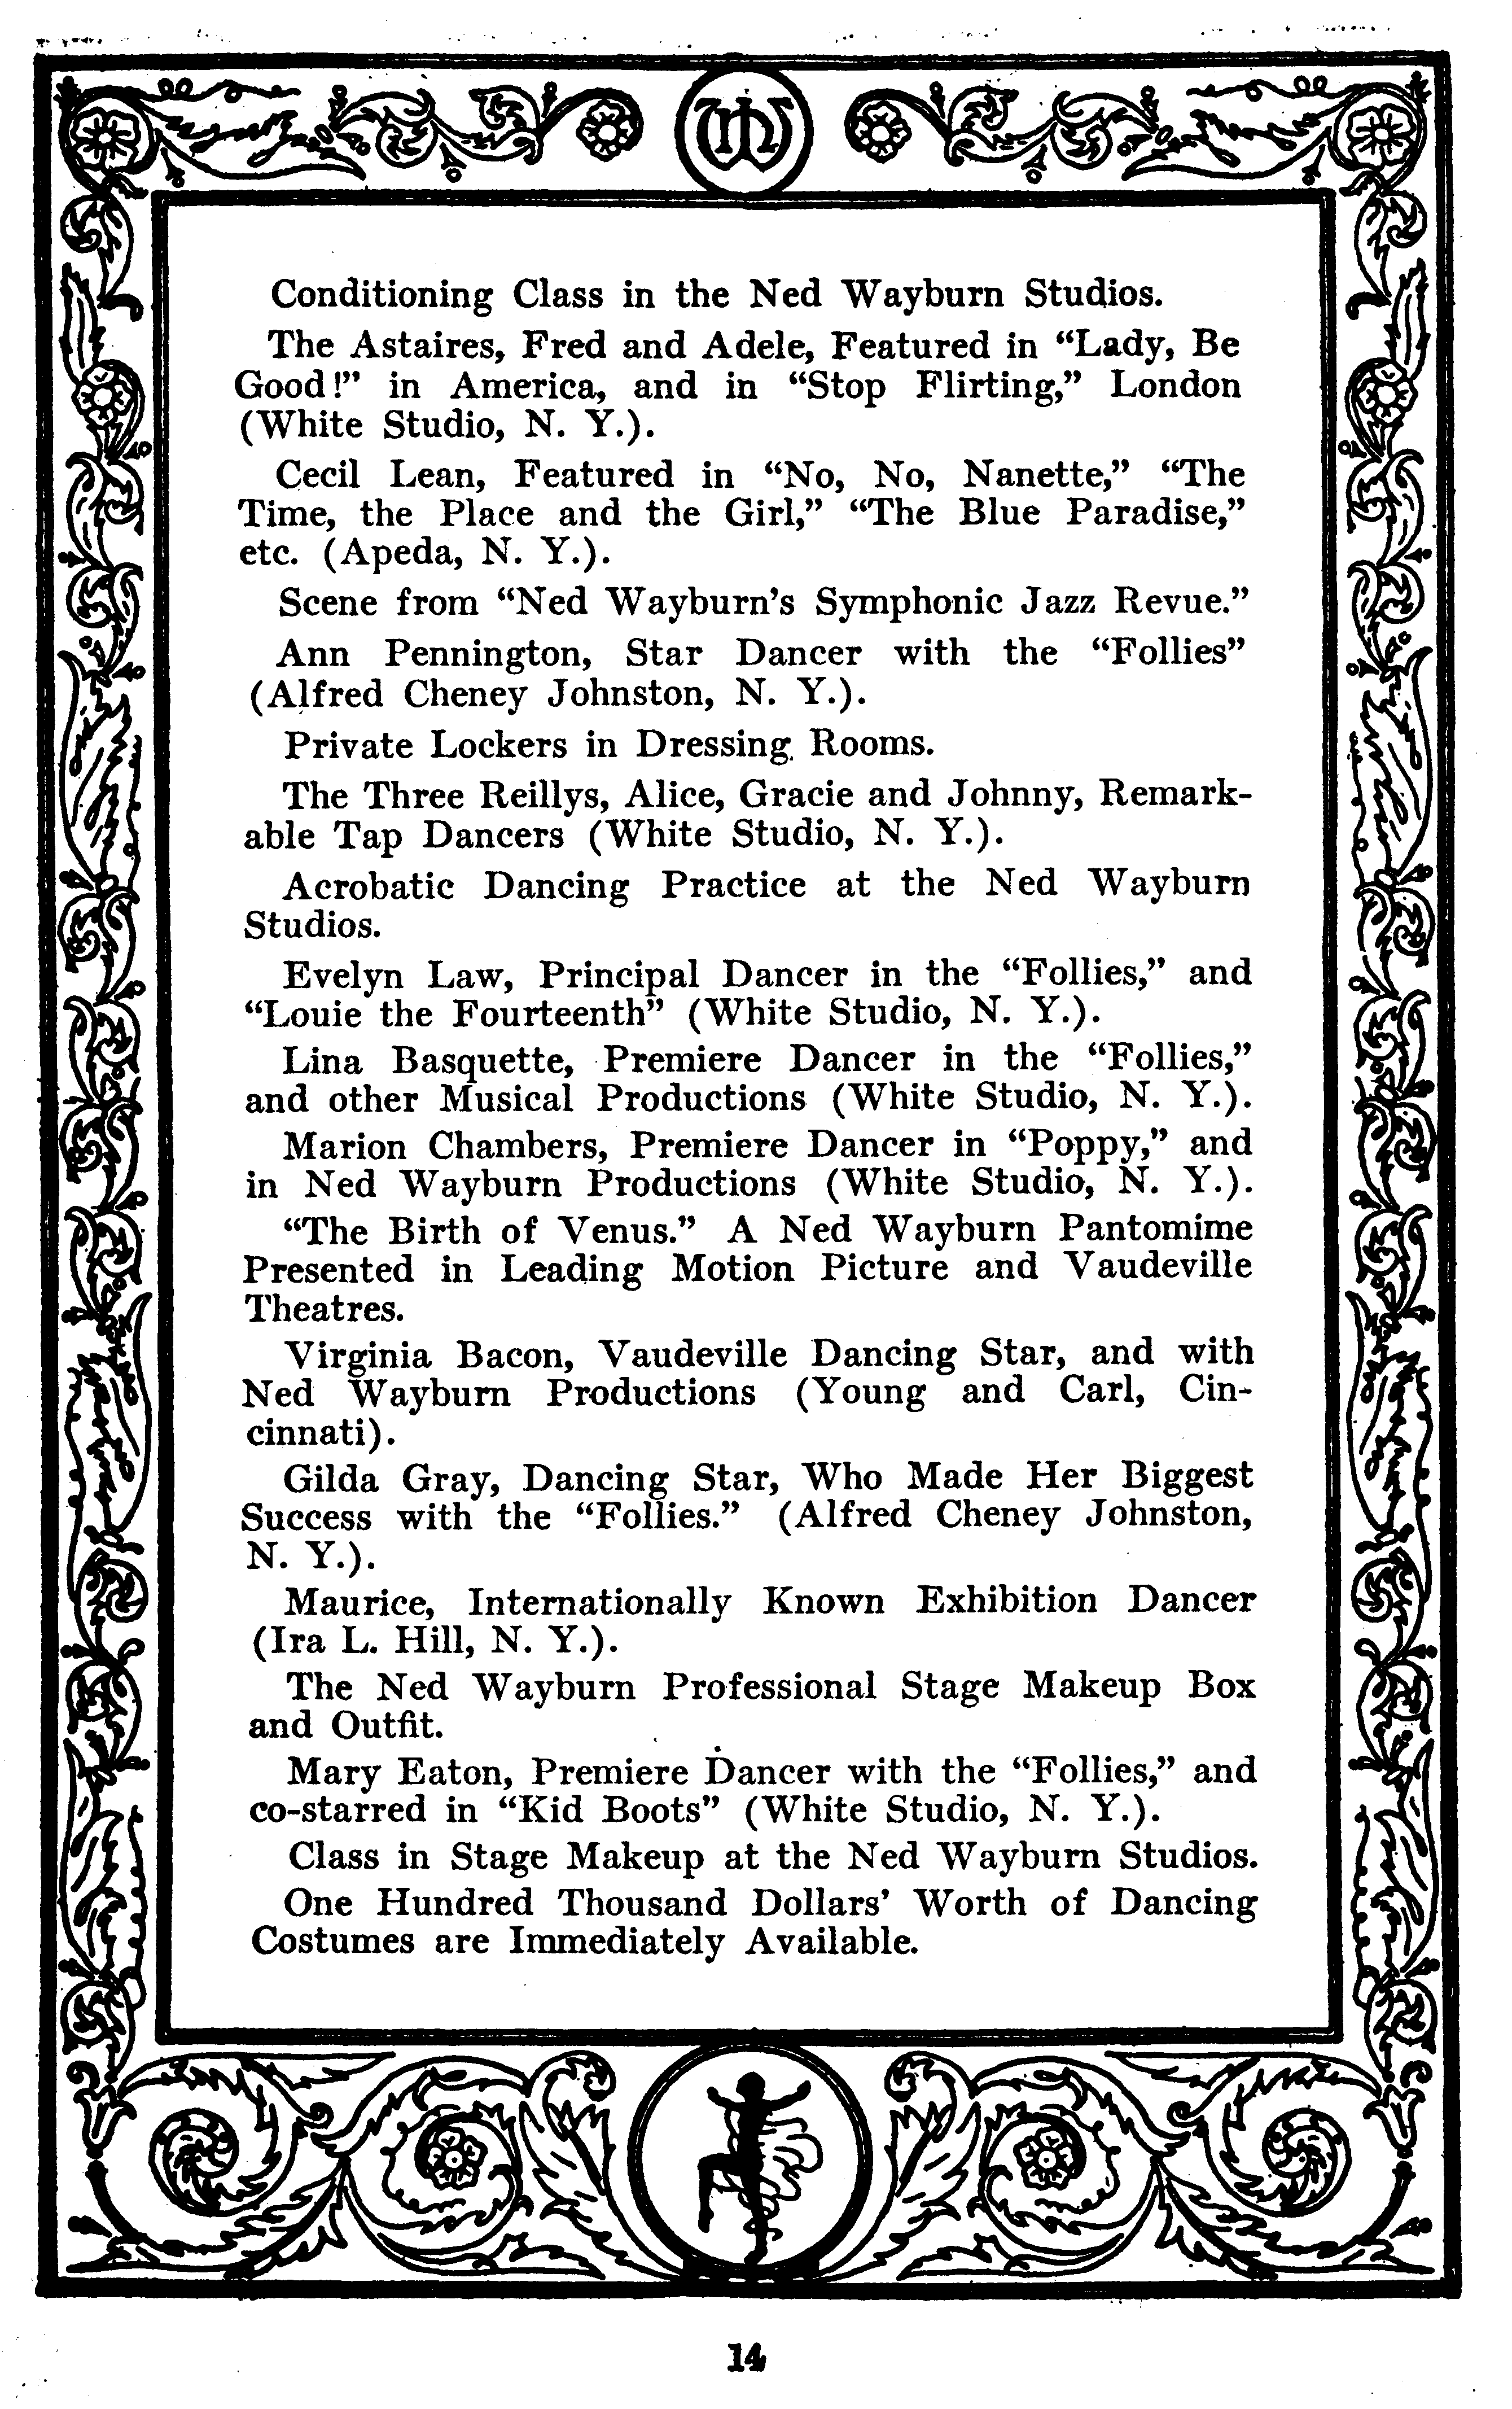 Conditioning Class in the Ned Wayburn Studios.
The Astaires, Fred and Adele, Featured in “Lady, Be
Good!” in America, and in “Stop Flirting,” London
(White Studio, N. Y.).
Cecil Lean, Featured in “No, No, Nanette,” “The
Time, the Place and the Girl,” “The Blue Paradise,”
etc. (Apeda, N. Y.).
Scene from “Ned Wayburn’s Symphonic Jazz Revue.”
Ann Pennington, Star Dancer with the “Follies”
(Alfred Cheney Johnston, N. Y.).
Private Lockers in Dressing Rooms.
The Three Reillys, Alice, Gracie and Johnny, Remark-
able Tap Dancers (White Studio, N. Y.).
Acrobatic Dancing Practice at the Ned Wayburn
Studios.
Evelyn Law, Principal Dancer in the “Follies,” and
“Louie the Fourteenth” (White Studio, N. Y.).
Lina Basquette, Premiere Dancer in the “Follies,”
and other Musical Productions (White Studio, N. Y.).
Marion Chambers, Premiere Dancer in “Poppy,” and
in Ned Wayburn Productions (White Studio, N. Y.).
“The Birth of Venus.” A Ned Wayburn Pantomime
Presented in Leading Motion Picture and Vaudeville
Theatres.
Virginia Bacon, Vaudeville Dancing Star, and with
Ned Wayburn Productions (Young and Carl, Cin-
cinnati).
Gilda Gray, Dancing Star, Who Made Her Biggest
Success with the “Follies.” (Alfred Cheney Johnston,
N. Y.).
Maurice, Internationally Known Exhibition Dancer
(Ira L. Hill, N. Y.).
The Ned Wayburn Professional Stage Makeup Box
and Outfit.
Mary Eaton, Premiere Dancer with the “Follies,” and
co-starred in “Kid Boots” (White Studio, N. Y.).
Class in Stage Makeup at the Ned Wayburn Studios.
One Hundred Thousand Dollars’ Worth of Dancing
Costumes are Immediately Available.
14